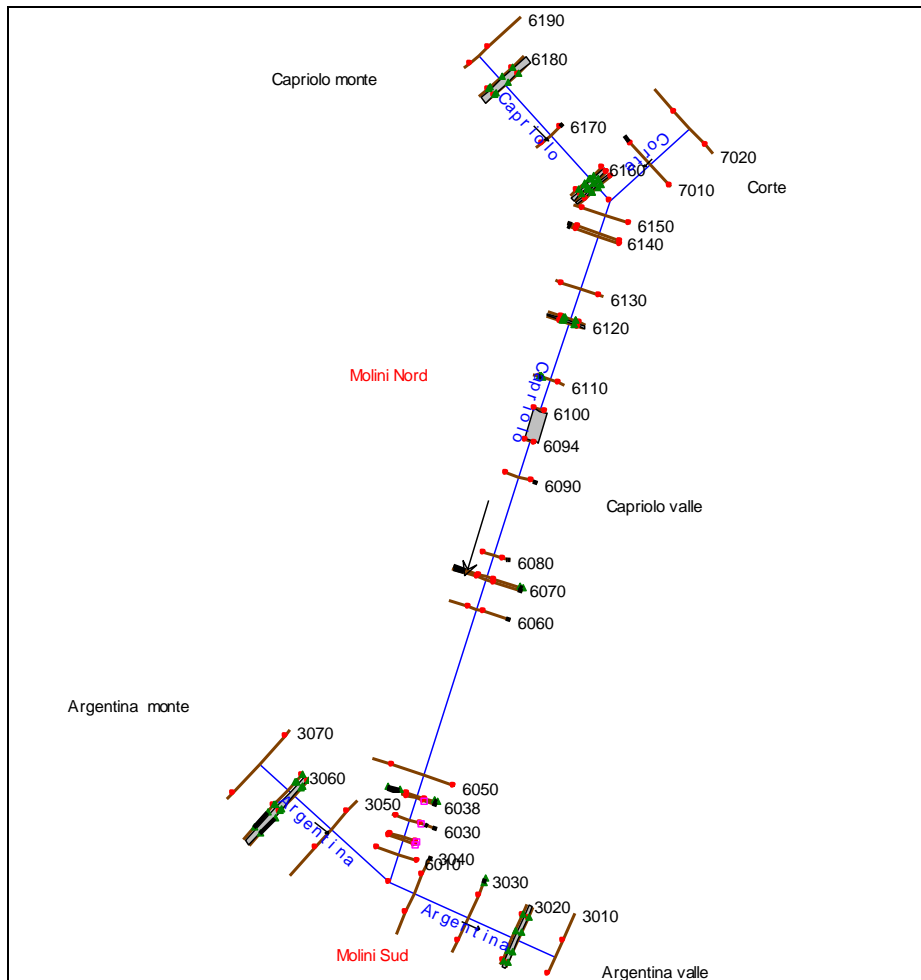 6190
6180
Capriolo monte
Capriolo
6170
Corte
7020
6160
7010
Corte
6150
6140
6130
6120
Molini Nord
Capriolo
6110
6100
6094
6090
Capriolo valle
6080
6070
6060
Argentina monte
3070
3060
Argentina
3050
6050
6038
6030
3040
6010
3030
3020
3010
Argentina
Molini Sud
Argentina valle